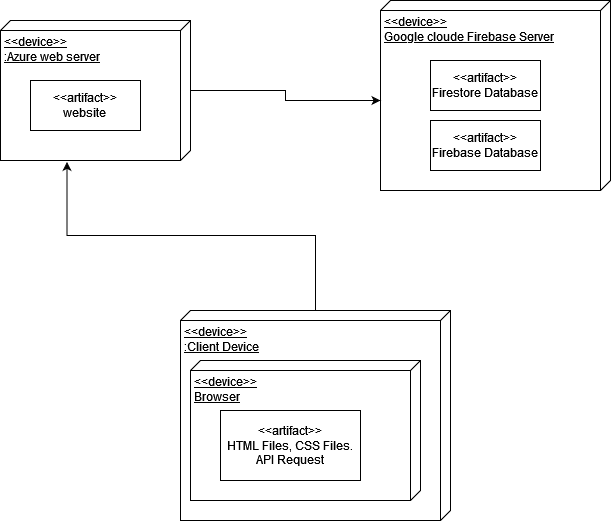 <<device>>
:Azure web server
<<artifact>>
website
<<device>>
Google cloude Firebase Server
<<artifact>>
Firestore Database
<<artifact>>
Firebase Database
<<device>>
:Client Device
<<device>>
Browser
<<artifact>>
HTML Files, CSS Files.
API Request